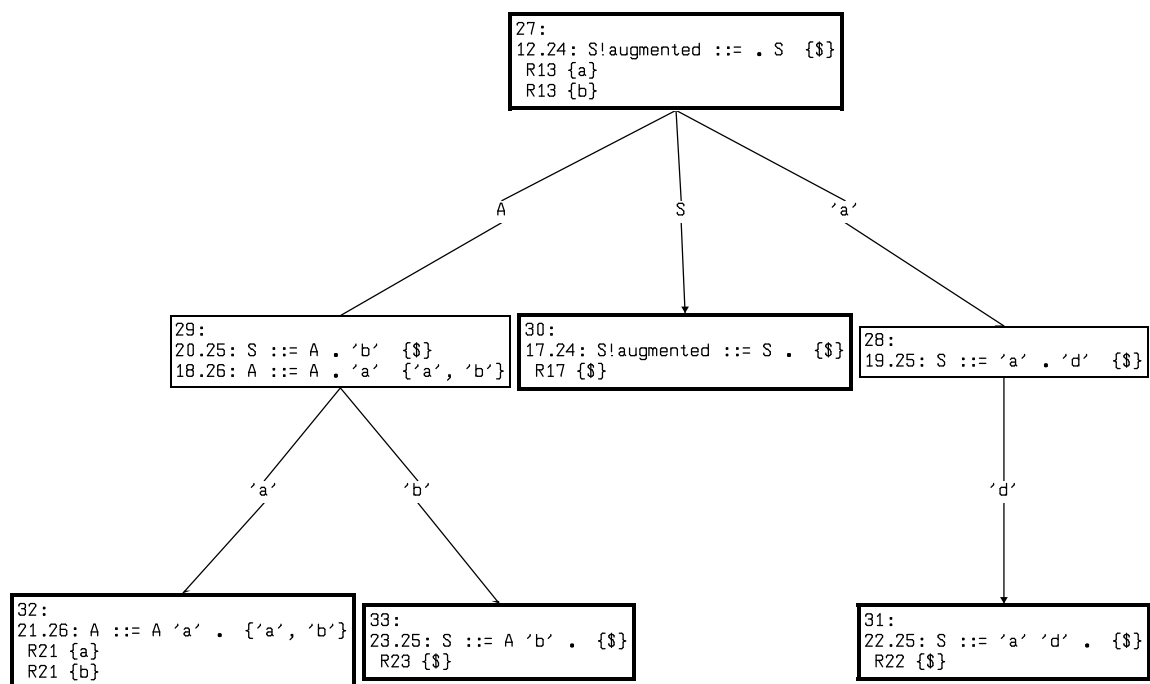 27:
12.24: S!augmented ::= . S {$}
R13 {a}
R13 {b}
A
S
'a'
29:
20.25: S ::= A . 'b' {$}
18.26: A ::= A . 'a' {'a', 'b'}
30:
17.24: S!augmented ::= S . {$}
R17 {$}
28:
19.25: S ::= 'a' . 'd' {$}
'a'
'b'
'd'
32:
21.26: A ::= A 'a' . {'a', 'b'}
R21 {a}
R21 {b}
33:
23.25: S ::= A 'b' . {$}
R23 {$}
31:
22.25: S ::= 'a' 'd' . {$}
R22 {$}